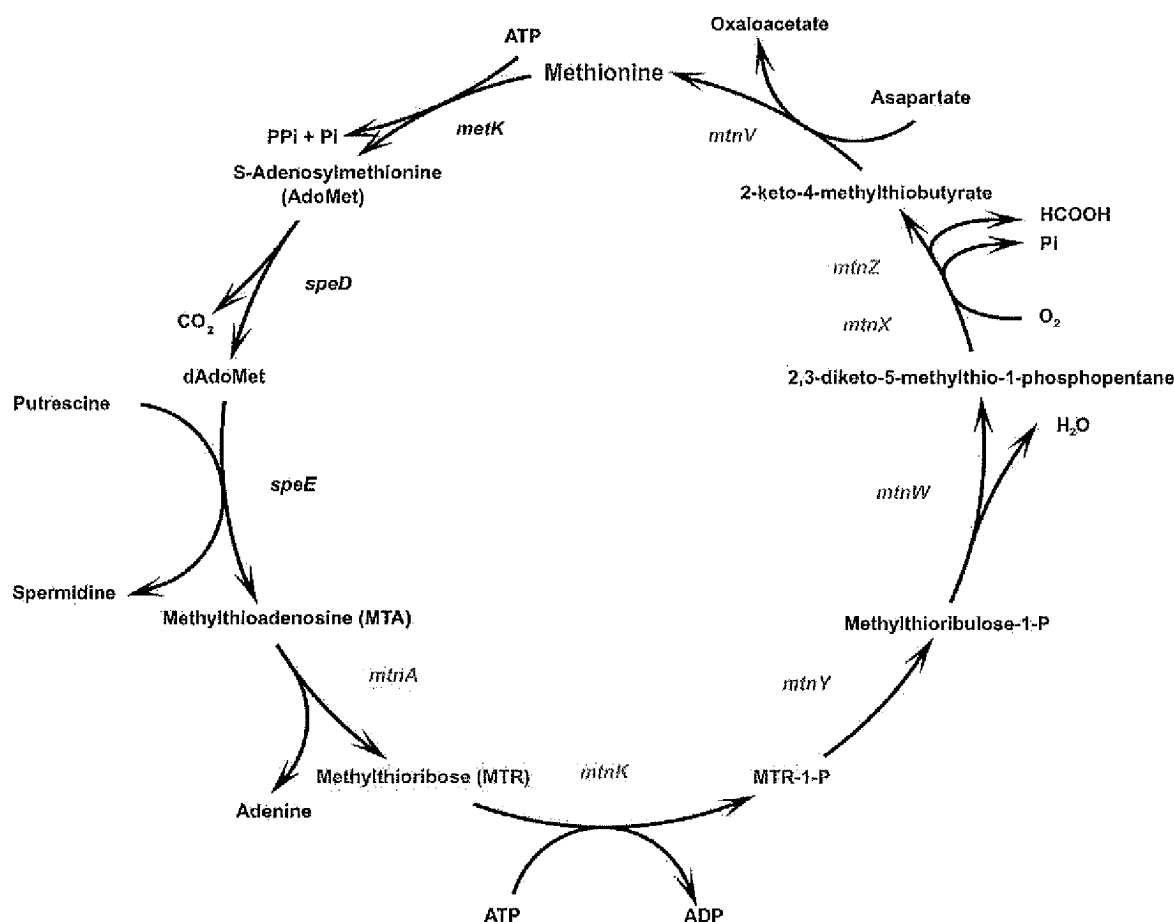 Oxaloacetate
ATP
Methionine
Asapartate
PPi + Pi
metK
mtnV
S-Adenosylmethionine
(AdoMet)
2-keto-4-methylthiobutyrate
HCOOH
Pi
mtnZ
speD
CO2
mtnX
O2
dAdoMet
2,3-diketo-5-methylthio-1-phosphopentane
Putrescine
H2O
speE
mtnW
Spermidine
Methylthioadenosine (MTA)
Methylthioribulose-1-P
mtnA
mtnY
Methylthioribose (MTR)
mtnK
MTR-1-P
Adenine
ATP
ADP